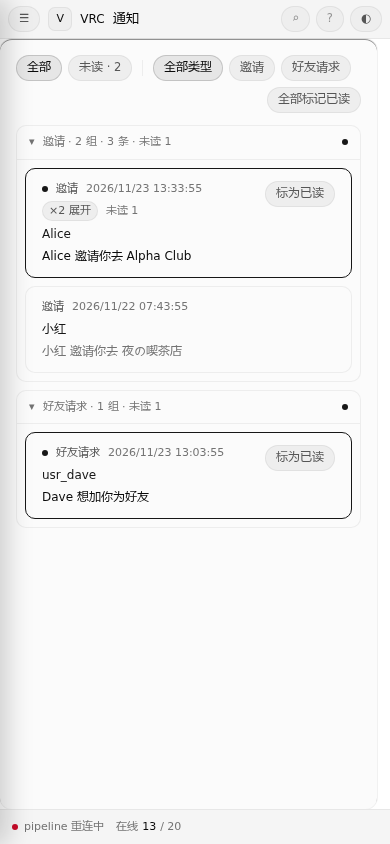 ☰ V VRC 通知 ⌕ ? ◐
全部 未读 · 2 全部类型 邀请 好友请求
全部标记已读
▾ 邀请 · 2 组 · 3 条 · 未读 1
邀请 2026/11/23 13:33:55 标为已读
×2 展开 未读 1
Alice
Alice 邀请你去 Alpha Club
邀请 2026/11/22 07:43:55
小红
小红 邀请你去 夜の喫茶店
▾ 好友请求 · 1 组 · 未读 1
好友请求 2026/11/23 13:03:55 标为已读
usr_dave
Dave 想加你为好友
pipeline 重连中 在线 13 / 20